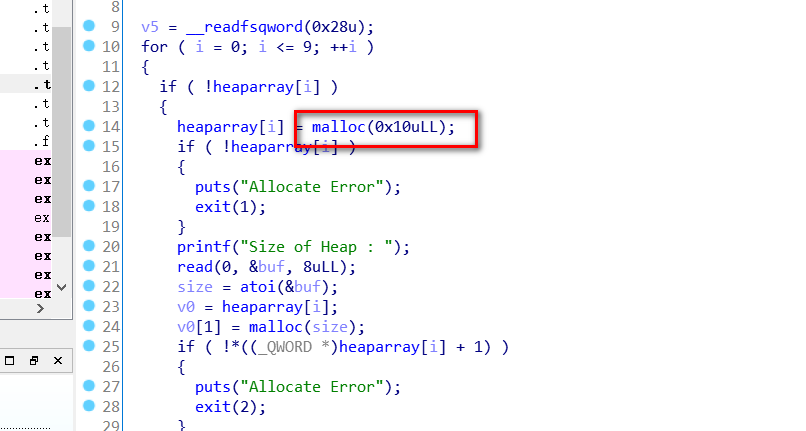 8
9 v5 = __readfsqword(0x28u);
10 for ( i = 0; i <= 9; ++i )
11 {
12 if ( !heaparray[i] )
13 {
14 heaparray[i] = malloc(0x10uLL);
15 if ( !heaparray[i] )
16 {
17 puts("Allocate Error");
18 exit(1);
19 }
20 printf("Size of Heap : ");
21 read(0, &buf, 8uLL);
22 size = atoi(&buf);
23 v0 = heaparray[i];
24 v0[1] = malloc(size);
25 if ( !*((_QWORD *)heaparray[i] + 1) )
26 {
27 puts("Allocate Error");
28 exit(2);
29 }
.t
.t
.t
.t
.t
.t
.t
.f
ex
ex
ex
ex
ex
ex
ex
ex